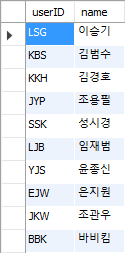 userID name
LSG 이승기
KBS 김범수
KKH 김경호
JYP 조용필
SSK 성시경
LJB 임재범
YJS 윤종신
EJW 은지원
JKW 조관우
BBK 바비킴